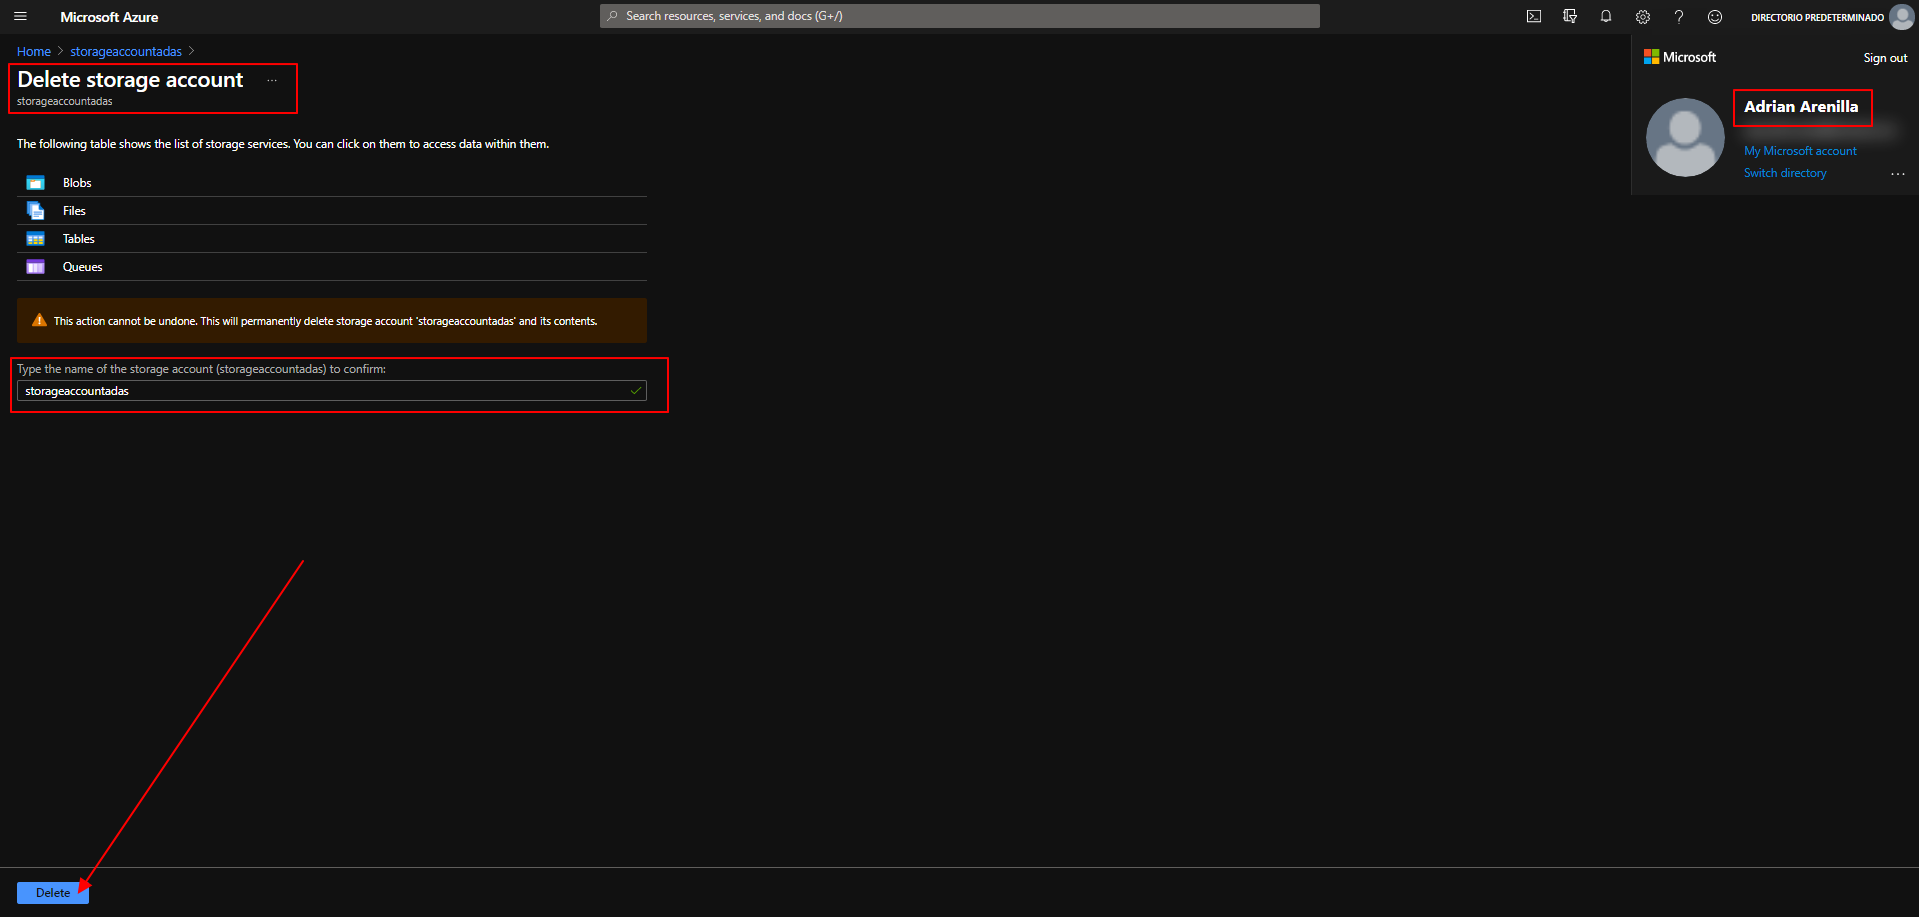 Microsoft Azure
Search resources, services, and docs (G+/)
DIRECTORIO PREDETERMINADO
Home > storageaccountadas >
Delete storage account ...
storageaccountadas
The following table shows the list of storage services. You can click on them to access data within them.
Blobs
Files
Tables
Queues
This action cannot be undone. This will permanently delete storage account 'storageaccountadas' and its contents.
Type the name of the storage account (storageaccountadas) to confirm:
storageaccountadas
Delete
Microsoft
Sign out
Adrian Arenilla
My Microsoft account
Switch directory
...